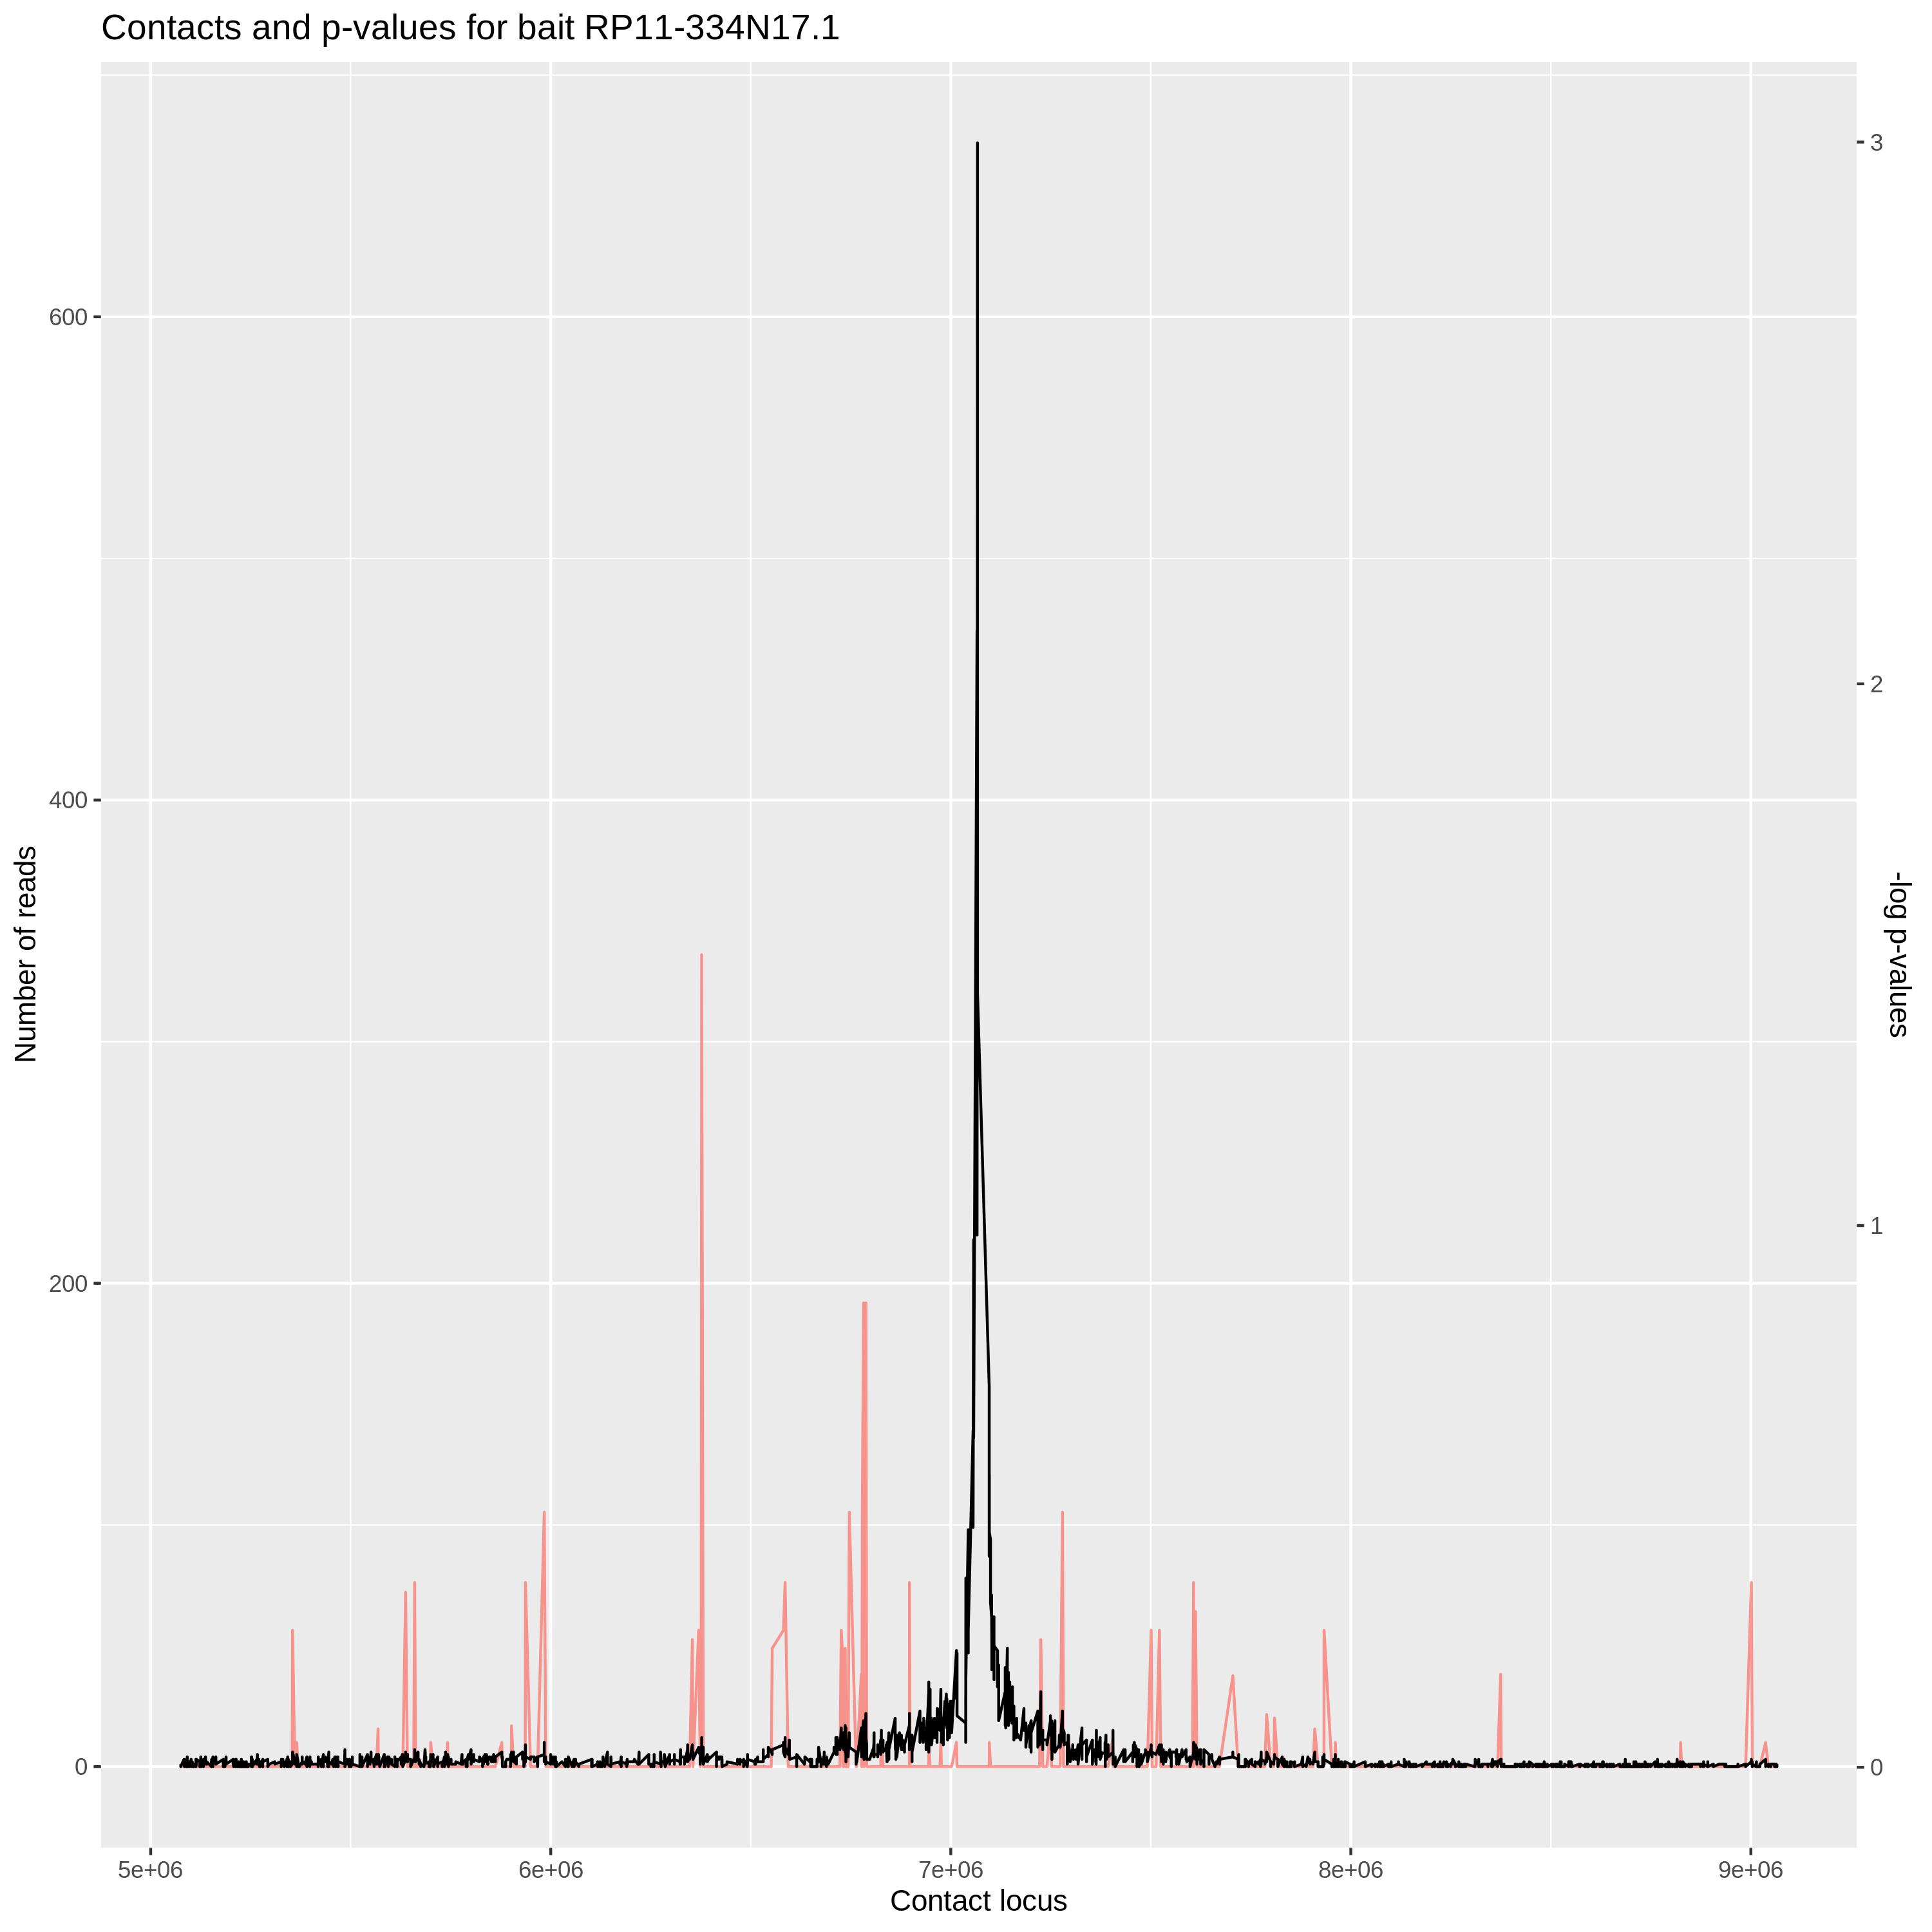 Contacts and p-values for bait RP11-334N17.1
3
600
2
400
Number of reads
-log p-values
1
200
0
0
5e+06 6e+06 7e+06 8e+06 9e+06
Contact locus